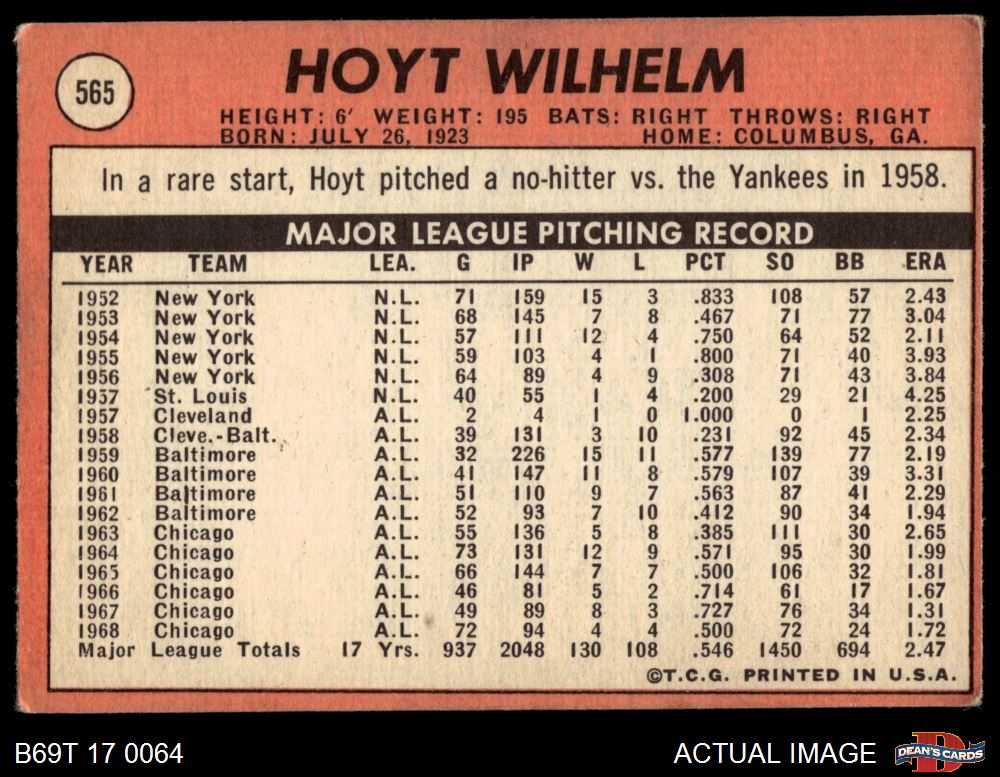 565
HOYT WILHELM
HEIGHT: 6' WEIGHT: 195 BATS: RIGHT THROWS: RIGHT
BORN: JULY 26, 1923 HOME: COLUMBUS, GA.
In a rare start, Hoyt pitched a no-hitter vs. the Yankees in 1958.
MAJOR LEAGUE PITCHING RECORD
YEAR TEAM LEA. G IP W L PCT SO BB ERA
1952 New York N.L. 71 159 15 3 .833 108 57 2.43
1953 New York N.L. 68 145 7 8 .467 71 77 3.04
1954 New York N.L. 57 111 12 4 .750 64 52 2.11
1955 New York N.L. 59 103 4 1 .800 71 40 3.93
1956 New York N.L. 64 89 4 9 .308 71 43 3.84
1957 St. Louis N.L. 40 55 1 4 .200 29 21 4.25
1957 Cleveland A.L. 2 4 1 0 1.000 0 1 2.25
1958 Cleve.-Balt. A.L. 39 131 3 10 .231 92 45 2.34
1959 Baltimore A.L. 32 226 15 11 .577 139 77 2.19
1960 Baltimore A.L. 41 147 11 8 .579 107 39 3.31
1961 Baltimore A.L. 51 110 9 7 .563 87 41 2.29
1962 Baltimore A.L. 52 93 7 10 .412 90 34 1.94
1963 Chicago A.L. 55 136 5 8 .385 111 30 2.65
1964 Chicago A.L. 73 131 12 9 .571 95 30 1.99
1965 Chicago A.L. 66 144 7 7 .500 106 32 1.81
1966 Chicago A.L. 46 81 5 2 .714 61 17 1.67
1967 Chicago A.L. 49 89 8 3 .727 76 34 1.31
1968 Chicago A.L. 72 94 4 4 .500 72 24 1.72
Major League Totals 17 Yrs. 937 2048 130 108 .546 1450 694 2.47
©T.C.G. PRINTED IN U.S.A.
B69T 17 0064 ACTUAL IMAGE D DEAN'S CARDS